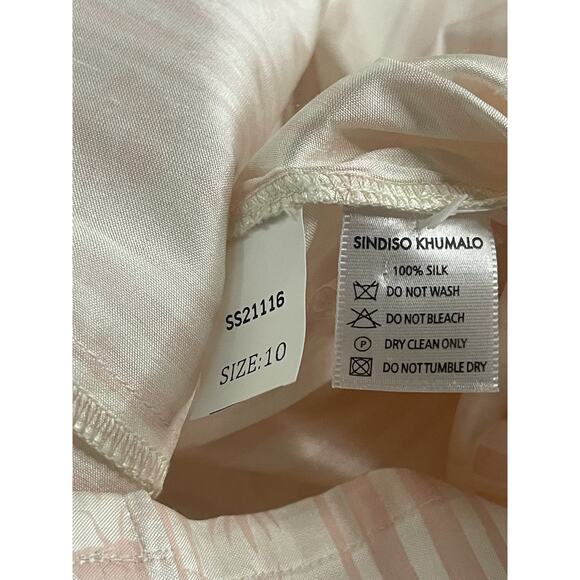 SS21116
SIZE:10
SINDISO KHUMALO
100% SILK
DO NOT WASH
DO NOT BLEACH
P DRY CLEAN ONLY
DO NOT TUMBLE DRY